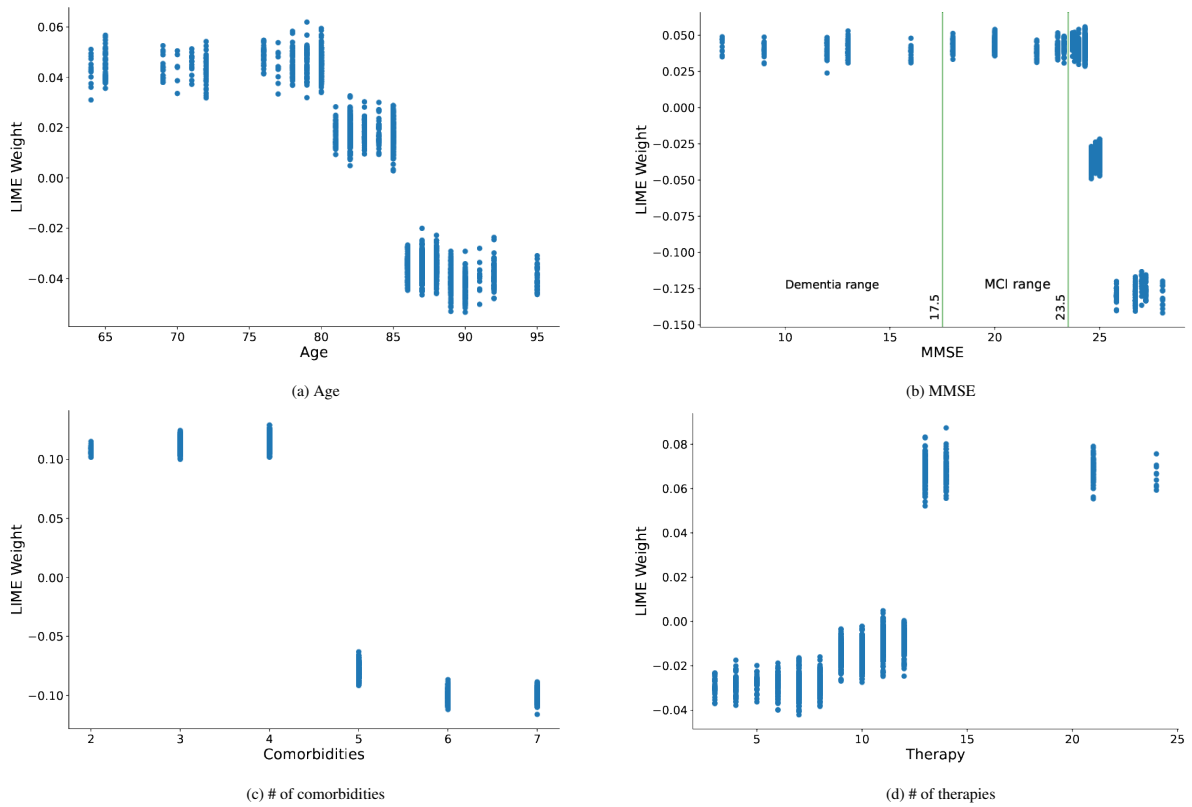 0.06
0.04
0.02
0.00
−0.02
−0.04
LIME Weight
65 70 75 80 85 90 95
Age
(a) Age
0.050
0.025
0.000
−0.025
−0.050
−0.075
−0.100
−0.125
−0.150
LIME Weight
Dementia range
17.5
MCI range
23.5
10 15 20 25
MMSE
(b) MMSE
0.10
0.05
0.00
−0.05
−0.10
LIME Weight
2 3 4 5 6 7
Comorbidities
(c) # of comorbidities
0.08
0.06
0.04
0.02
0.00
−0.02
−0.04
LIME Weight
5 10 15 20 25
Therapy
(d) # of therapies